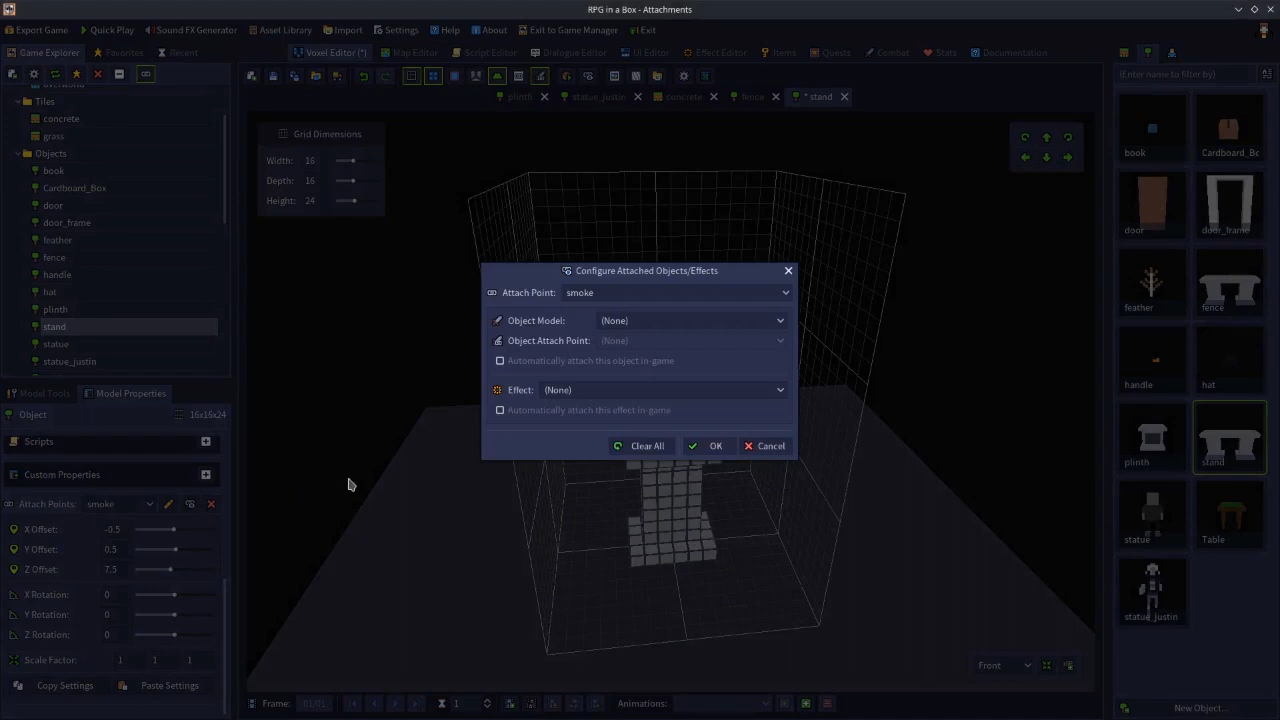 RPG in a Box - Attachments
Export Game Quick Play Sound FX Generator Asset Library Import Settings Help About Exit to Game Manager Exit
Game Explorer Favorites Recent Voxel Editor (*) Map Editor Script Editor Dialogue Editor UI Editor Effect Editor Items Quests Combat Stats Documentation
(Enter name to filter by)
plinth statue_justin concrete fence * stand
Tiles
concrete
grass
Objects
book
Cardboard_Box
door
door_frame
feather
fence
handle
hat
plinth
stand
statue
statue_justin
Model Tools Model Properties
Object 16x16x24
Scripts
Custom Properties
Attach Points: smoke
X Offset: -0.5
Y Offset: 0.5
Z Offset: 7.5
X Rotation: 0
Y Rotation: 0
Z Rotation: 0
Scale Factor: 1 1 1
Copy Settings Paste Settings
Grid Dimensions
Width: 16
Depth: 16
Height: 24
Configure Attached Objects/Effects
Attach Point: smoke
Object Model: (None)
Object Attach Point: (None)
Automatically attach this object in-game
Effect: (None)
Automatically attach this effect in-game
Clear All OK Cancel
Front
Frame: 01/01 1 Animations:
book Cardboard_Bc
door door_frame
feather fence
handle hat
plinth stand
statue Table
statue_justin
New Object...